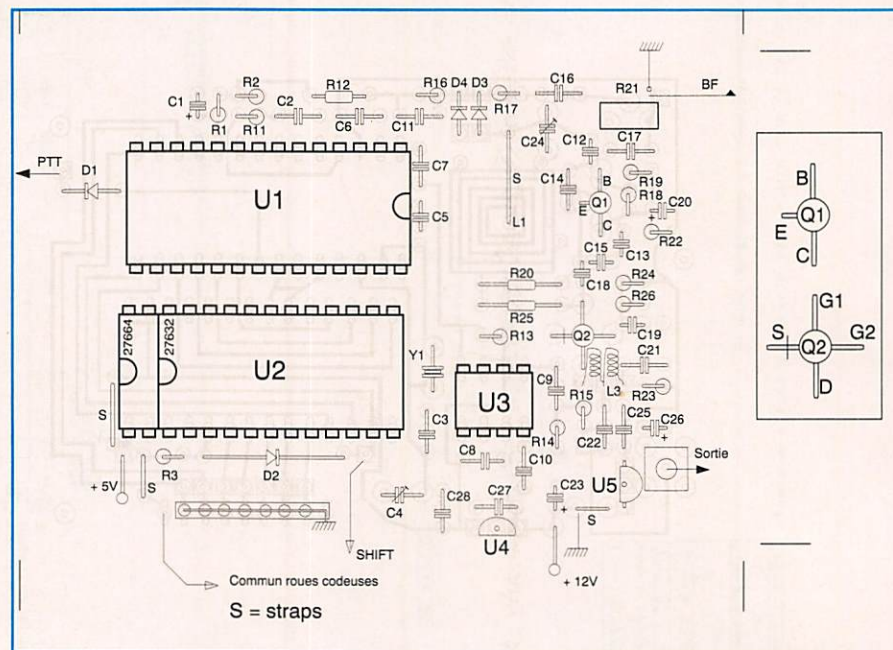 R2
R12
R16 D4 D3
C16
R21
BF
C1
+
R1
R11
C2
C6
C11
R17
C24
C12
C17
PTT
D1
C7
S
C14
B
R19
R18
C20
+
U1
E
Q1
C
C5
L1
R22
C13
C15
C18
R20
R24
R25
R26
27664
27632
R13
Q2
C19
U2
Y1
C21
U3
C9
L3
R23
S
R15
C3
R14
C22
C25
C26
+
R3
D2
C8
C10
Sortie
+ 5V
S
U5
C4
C28
C27
C23
+
S
U4
SHIFT
Commun roues codeuses
+ 12V
S = straps
B
Q1
E
C
G1
S
Q2
G2
D